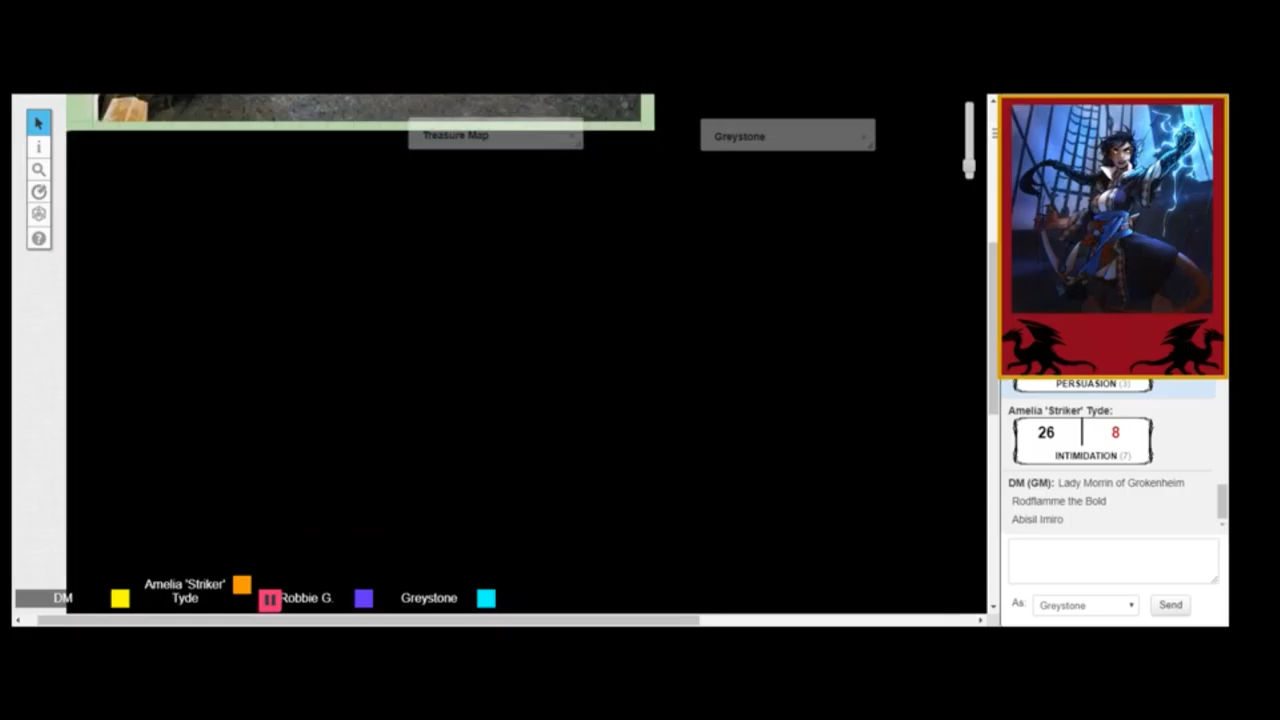 Treasure Map
Greystone
PERSUASION (3)
Amelia 'Striker' Tyde:
26 8
INTIMIDATION (7)
DM (GM): Lady Morrin of Grokenheim
Rodflamme the Bold
Abisil Imiro
As: Greystone Send
DM
Amelia 'Striker'
Tyde
Robbie G.
Greystone